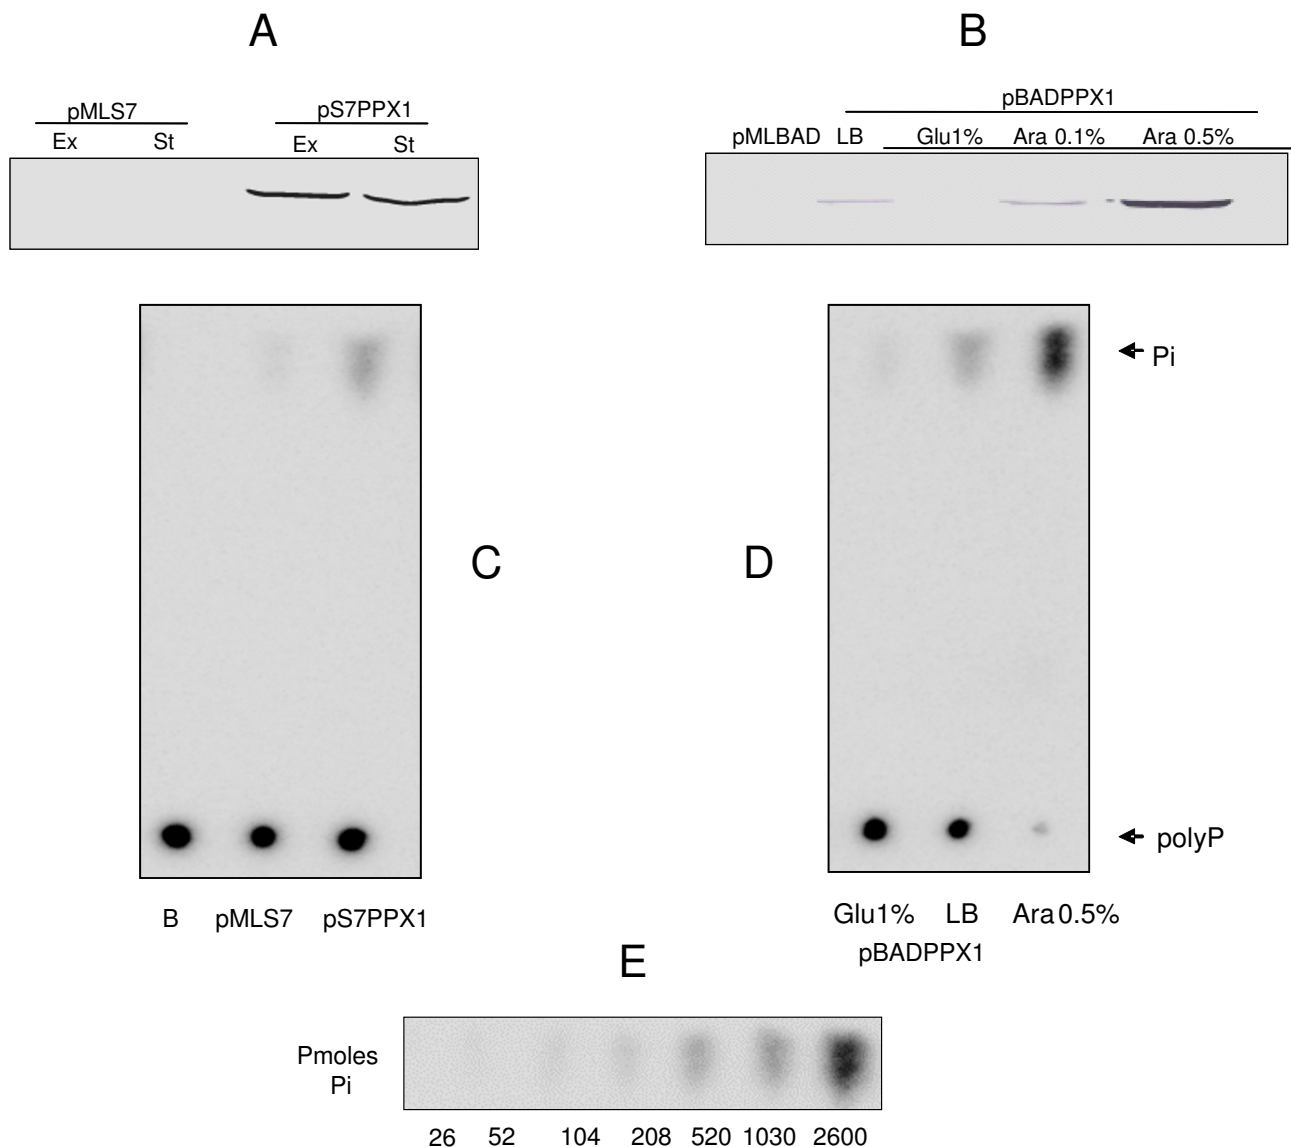 A
B
pMLS7
pS7PPX1
Ex
St
Ex
St
pBADPPX1
pMLBAD
LB
Glu1%
Ara 0.1%
Ara 0.5%
Pi
C
D
polyP
B
pMLS7
pS7PPX1
Glu1%
LB
Ara 0.5%
pBADPPX1
E
Pmoles
Pi
26 52 104 208 520 1030 2600